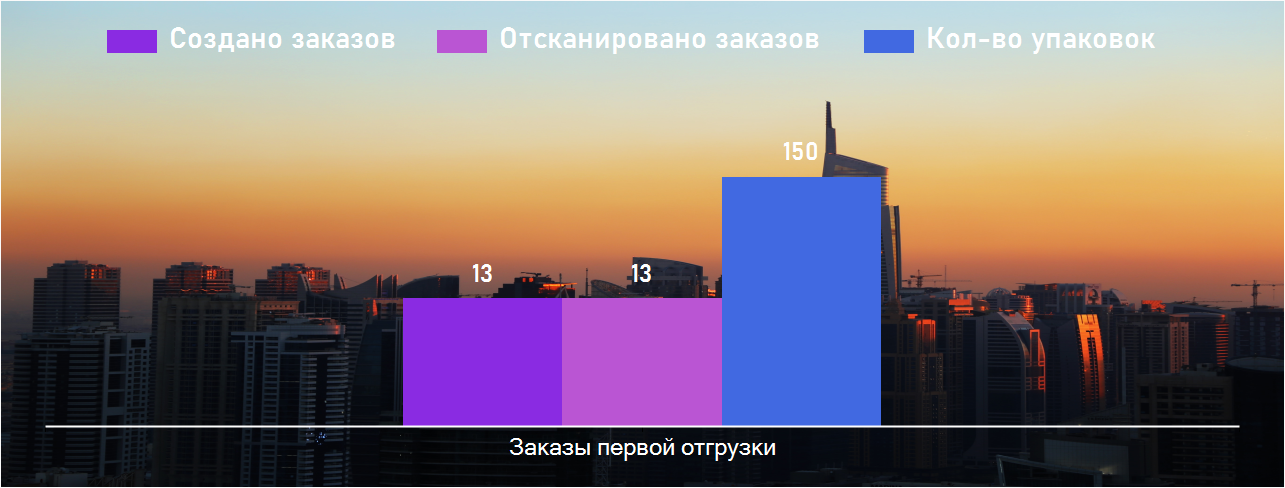 Создано заказов Отсканировано заказов Кол-во упаковок
150
13 13
Заказы первой отгрузки